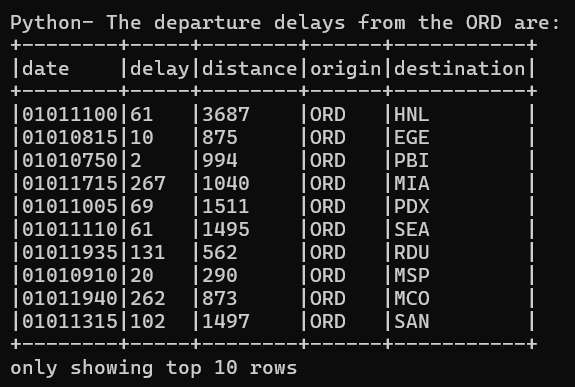 Python- The departure delays from the ORD are:
+--------+-----+--------+------+-----------+
|date    |delay|distance|origin|destination|
+--------+-----+--------+------+-----------+
|01011100|61   |3687    |ORD   |HNL        |
|01010815|10   |875     |ORD   |EGE        |
|01010750|2    |994     |ORD   |PBI        |
|01011715|267  |1040    |ORD   |MIA        |
|01011005|69   |1511    |ORD   |PDX        |
|01011110|61   |1495    |ORD   |SEA        |
|01011935|131  |562     |ORD   |RDU        |
|01010910|20   |290     |ORD   |MSP        |
|01011940|262  |873     |ORD   |MCO        |
|01011315|102  |1497    |ORD   |SAN        |
+--------+-----+--------+------+-----------+
only showing top 10 rows